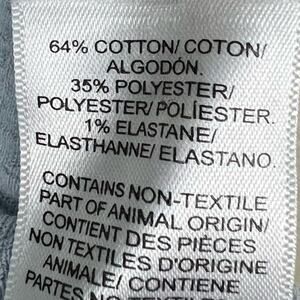 64% COTTON/ COTON/
ALGODÓN.
35% POLYESTER/
POLYESTER/ POLIÉSTER.
1% ELASTANE/
ELASTHANNE/ ELASTANO.
CONTAINS NON-TEXTILE
PART OF ANIMAL ORIGIN/
CONTIENT DES PIÈCES
NON TEXTILES D'ORIGINE
ANIMALE/ CONTIENE
PARTES